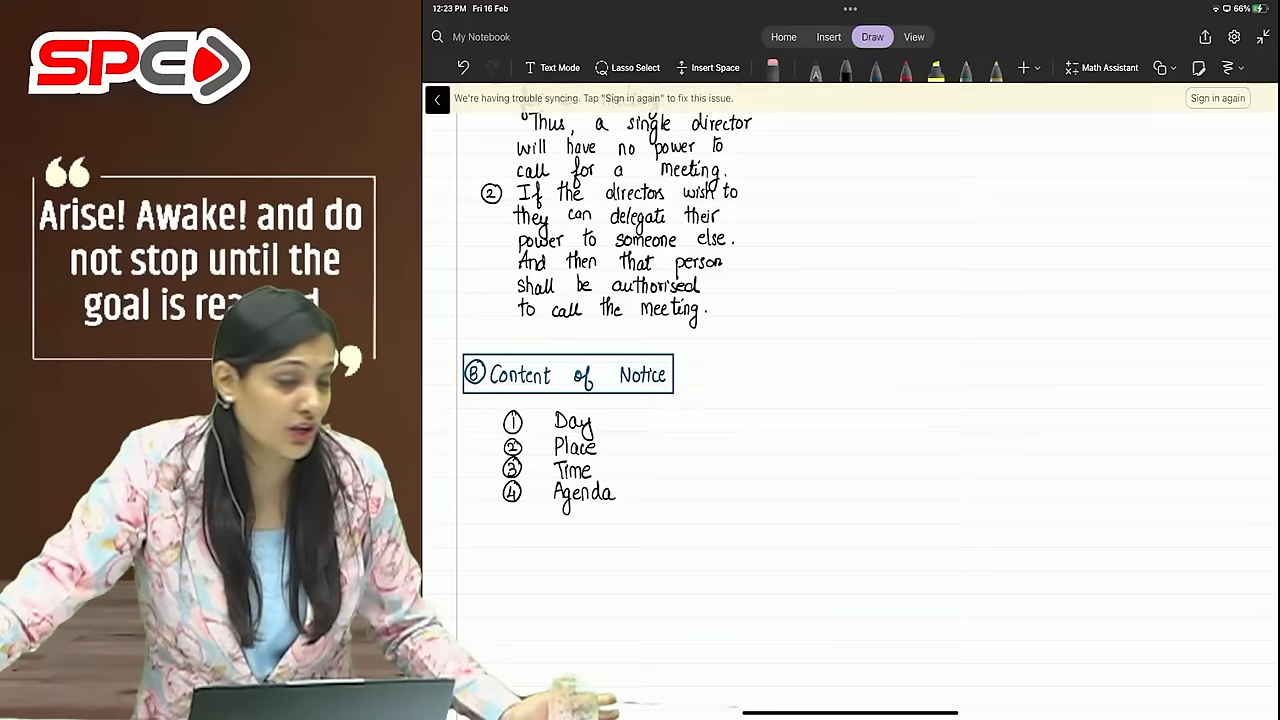 SPC
Arise! Awake! and do
not stop until the
goal is rea d
12:23 PM Fri 16 Feb
66%
My Notebook
Home Insert Draw View
Text Mode Lasso Select Insert Space Math Assistant
We're having trouble syncing. Tap "Sign in again" to fix this issue. Sign in again
Thus, a single director
will have no power to
call for a meeting.
② If the directors wish to
they can delegate their
power to someone else.
And then that person
shall be authorised
to call the meeting.
Ⓑ Content of Notice
① Day
② Place
③ Time
④ Agenda